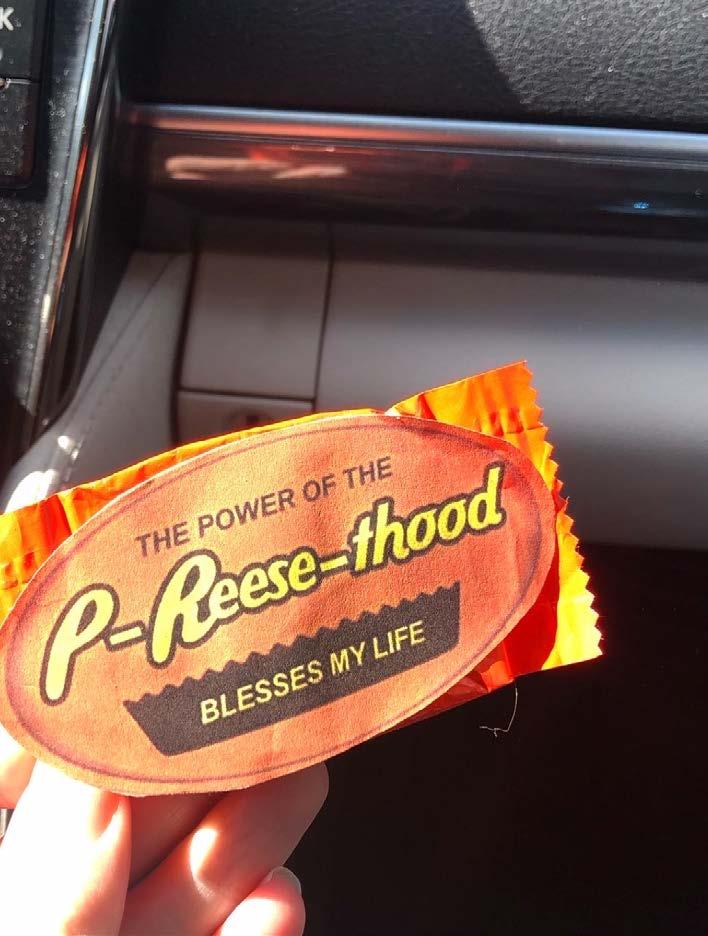 K
THE POWER OF THE
P-Reese-thood
BLESSES MY LIFE